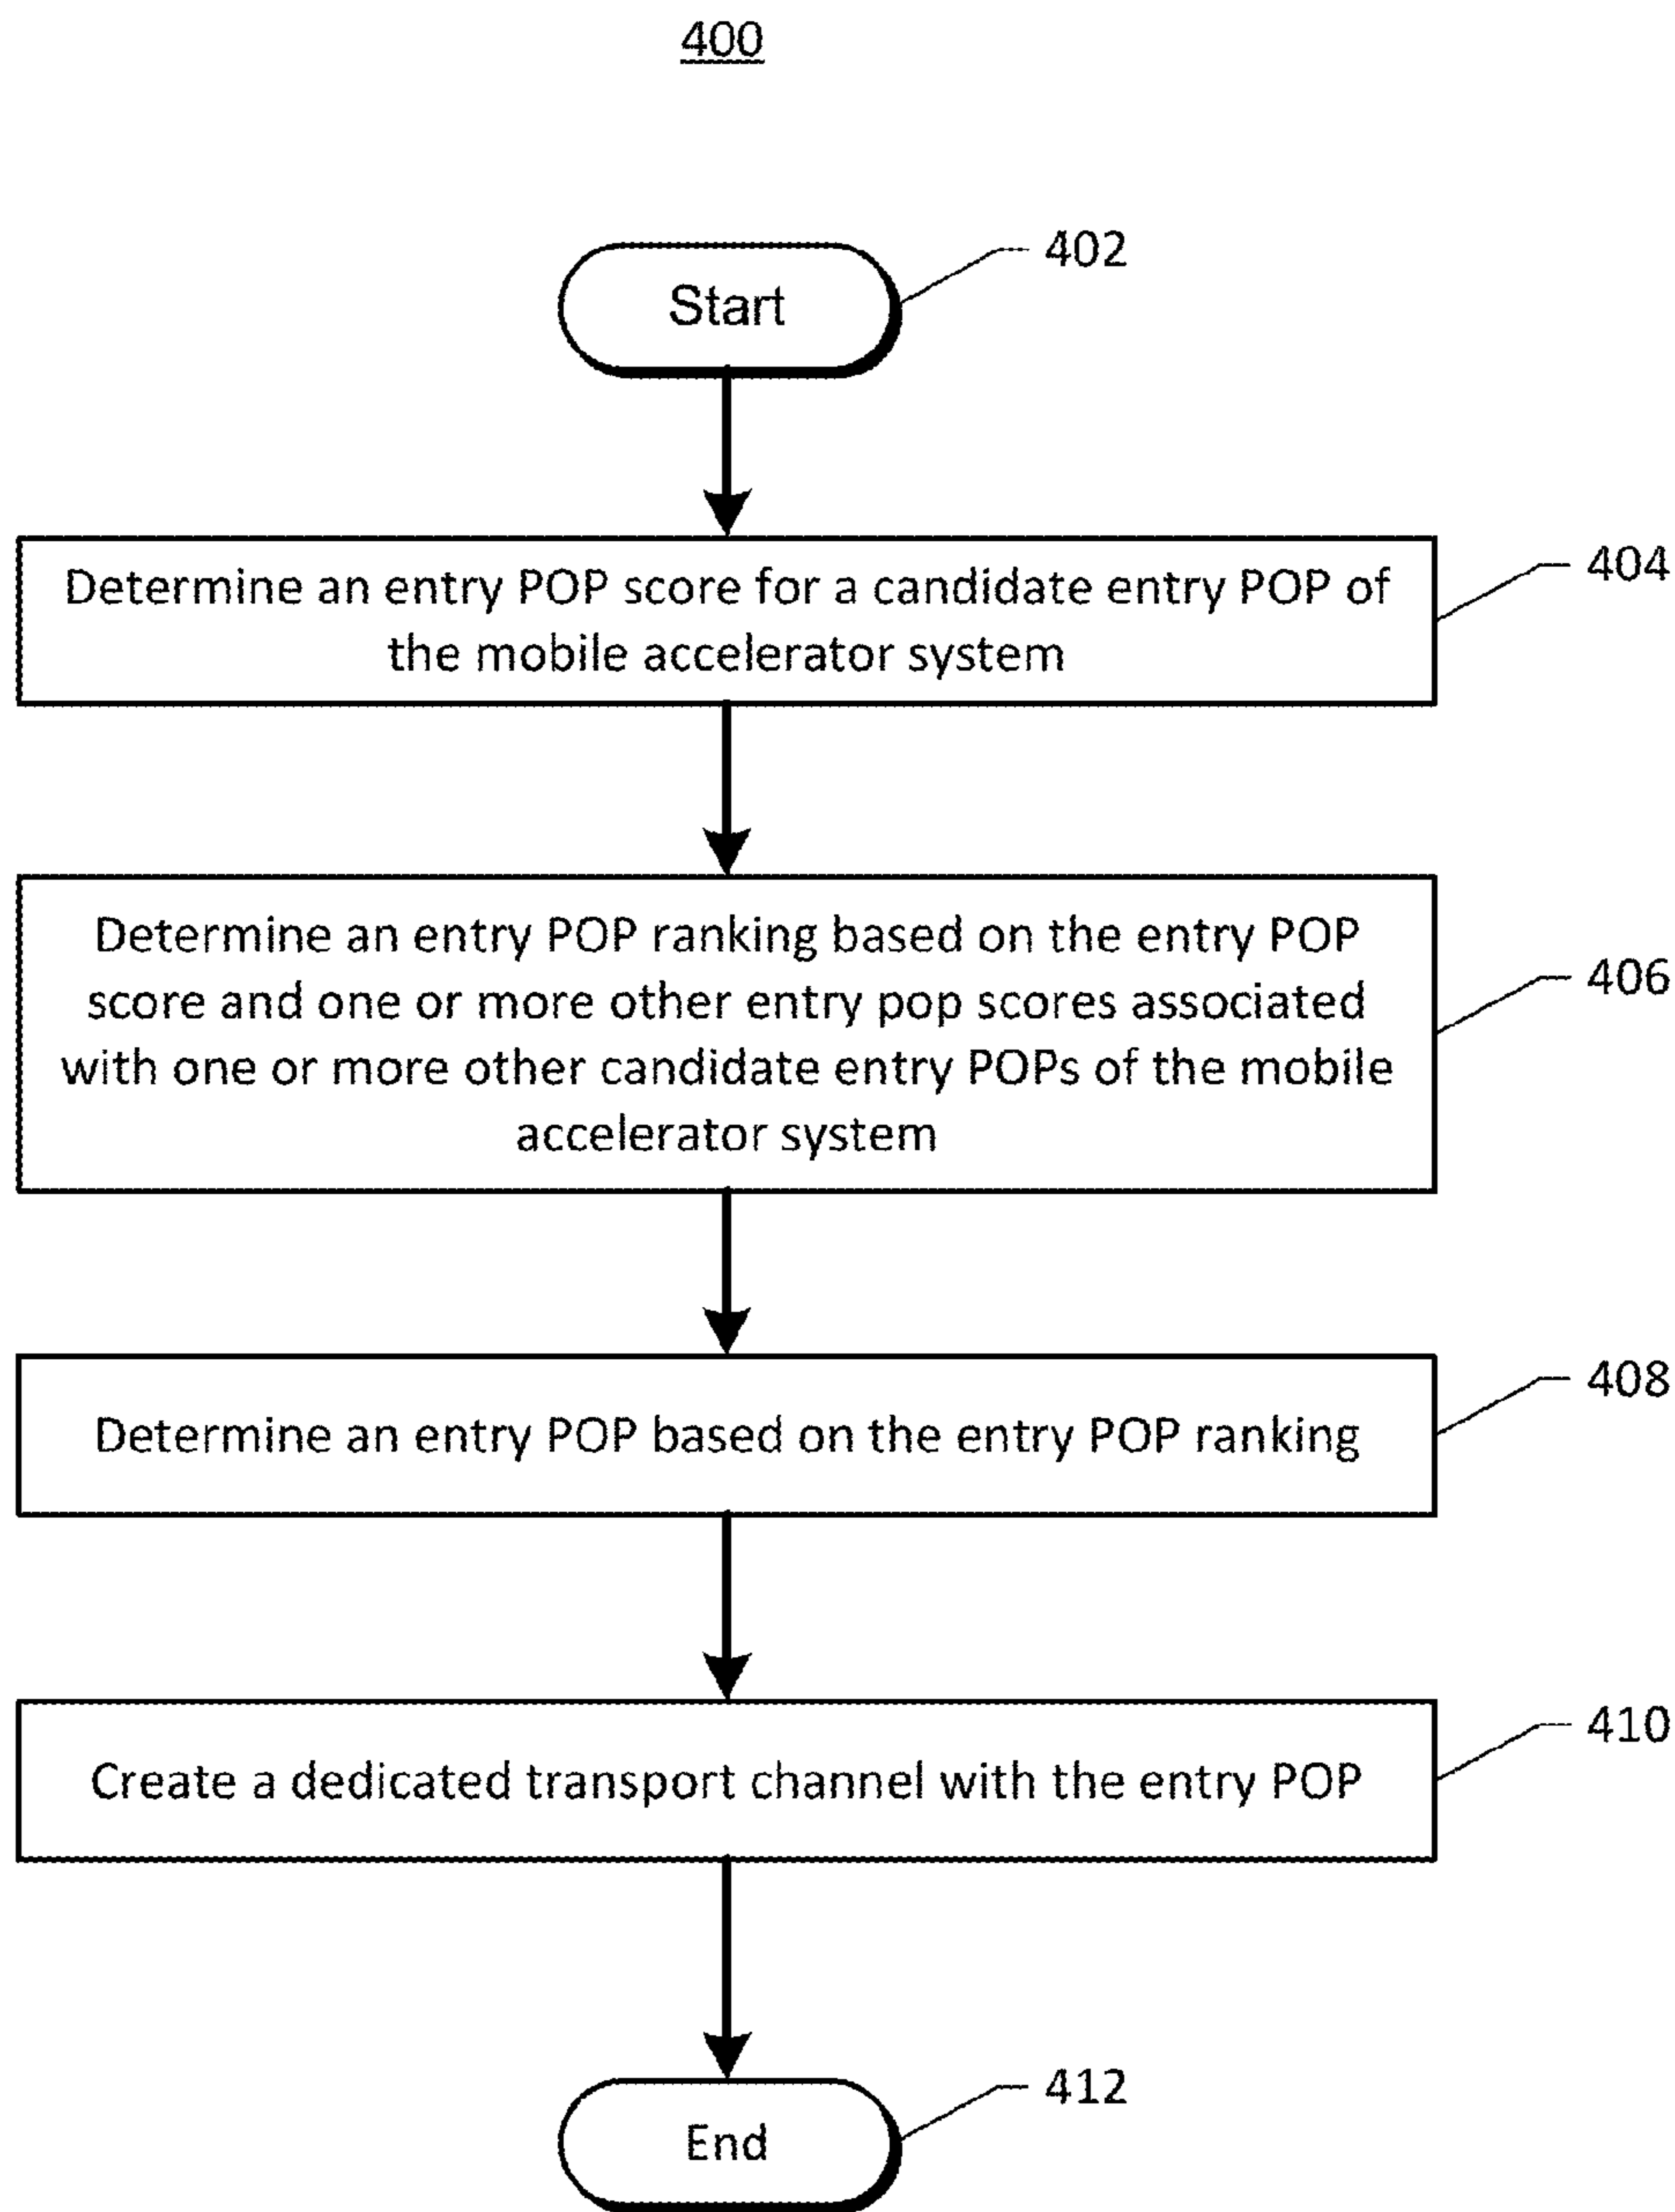 400
402
Start
404
Determine an entry POP score for a candidate entry POP of
the mobile accelerator system
406
Determine an entry POP ranking based on the entry POP
score and one or more other entry pop scores associated
with one or more other candidate entry POPs of the mobile
accelerator system
408
Determine an entry POP based on the entry POP ranking
410
Create a dedicated transport channel with the entry POP
412
End